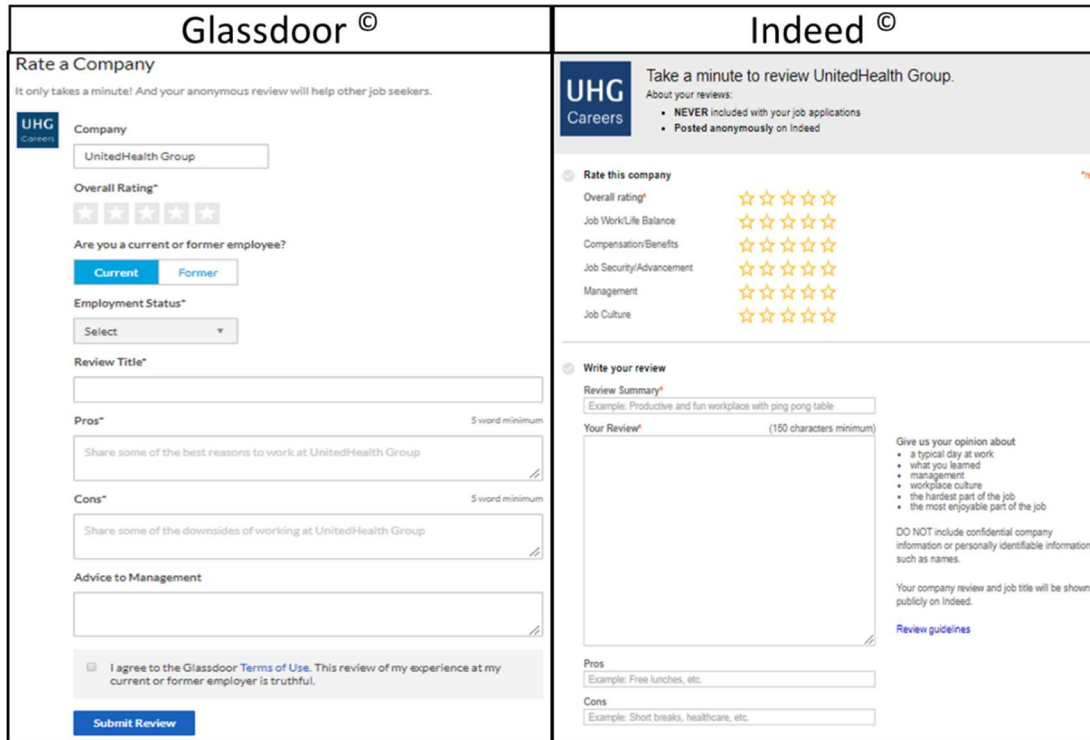 Glassdoor ©
Rate a Company
It only takes a minute! And your anonymous review will help other job seekers.
UHG
Careers
Company
UnitedHealth Group
Overall Rating*
Are you a current or former employee?
Current Former
Employment Status*
Select
Review Title*
Pros* 5 word minimum
Share some of the best reasons to work at UnitedHealth Group
Cons* 5 word minimum
Share some of the downsides of working at UnitedHealth Group
Advice to Management
I agree to the Glassdoor Terms of Use. This review of my experience at my
current or former employer is truthful.
Submit Review
Indeed ©
UHG
Careers
Take a minute to review UnitedHealth Group.
About your reviews:
• NEVER included with your job applications
• Posted anonymously on Indeed
Rate this company
Overall rating*
Job Work/Life Balance
Compensation/Benefits
Job Security/Advancement
Management
Job Culture
Write your review
Review Summary*
Example: Productive and fun workplace with ping pong table
Your Review* (150 characters minimum)
Give us your opinion about
• a typical day at work
• what you learned
• management
• workplace culture
• the hardest part of the job
• the most enjoyable part of the job
DO NOT include confidential company
information or personally identifiable information
such as names.
Your company review and job title will be shown
publicly on Indeed.
Review guidelines
Pros
Example: Free lunches, etc.
Cons
Example: Short breaks, healthcare, etc.